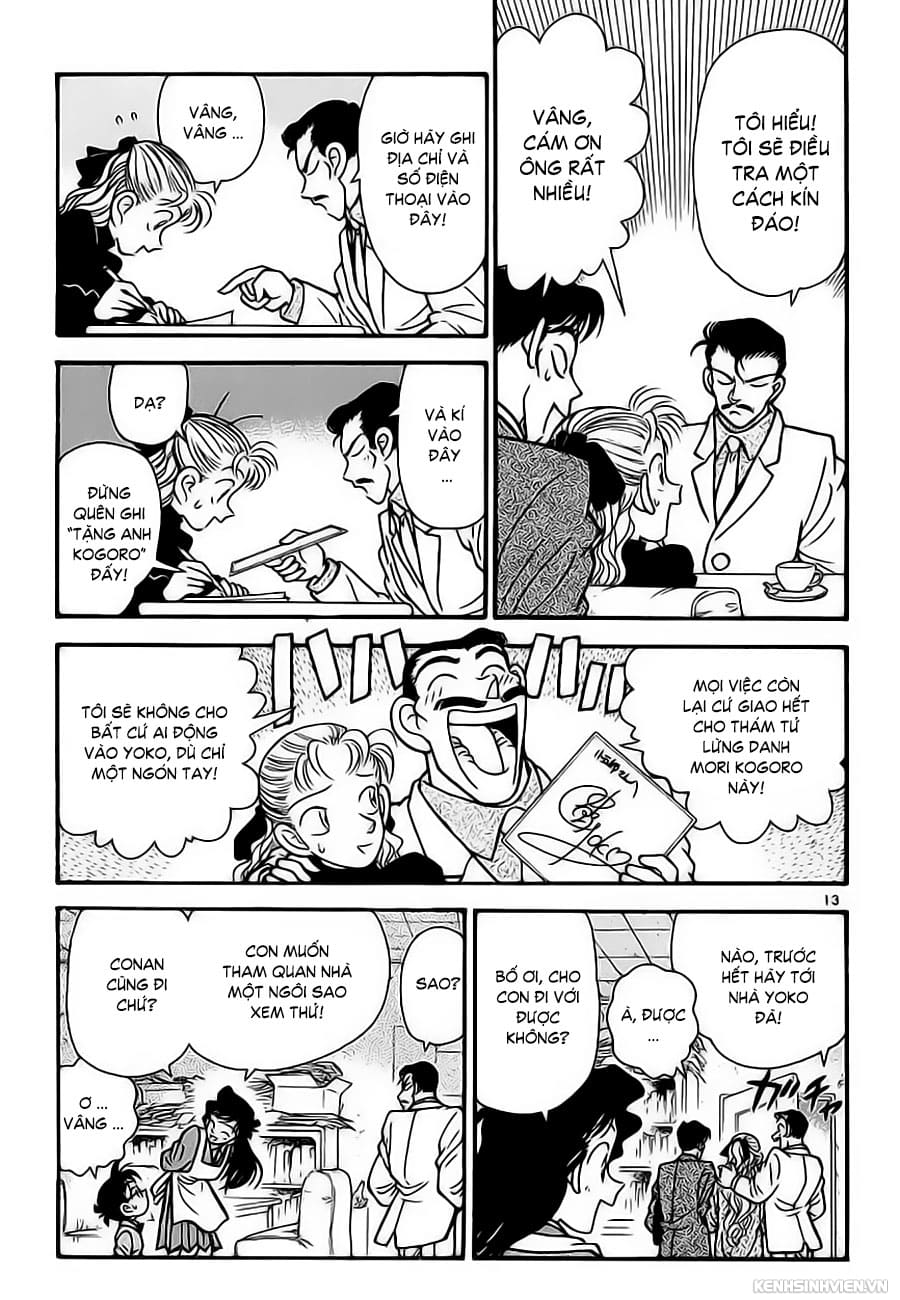 TÔI HIỂU!
TÔI SẼ ĐIỀU
TRA MỘT
CÁCH KÍN
ĐÁO!
VÂNG,
CÁM ƠN
ÔNG RẤT
NHIỀU!
GIỜ HÃY GHI
ĐỊA CHỈ VÀ
SỐ ĐIỆN
THOẠI VÀO
ĐÂY!
VÂNG,
VÂNG ...
VÀ KÍ
VÀO
ĐÂY
...
DẠ?
ĐỪNG
QUÊN GHI
"TẶNG ANH
KOGORO"
ĐẤY!
MỌI VIỆC CÒN
LẠI CỨ GIAO HẾT
CHO THÁM TỬ
LỪNG DANH
MORI KOGORO
NÀY!
TÔI SẼ KHÔNG CHO
BẤT CỨ AI ĐỘNG
VÀO YOKO, DÙ CHỈ
MỘT NGÓN TAY!
13
NÀO, TRƯỚC
HẾT HÃY TỚI
NHÀ YOKO
ĐÃ!
ガッチャ
BỐ ƠI, CHO
CON ĐI VỚI
ĐƯỢC
KHÔNG?
À, ĐƯỢC
...
SAO?
CON MUỐN
THAM QUAN NHÀ
MỘT NGÔI SAO
XEM THỬ!
CONAN
CŨNG ĐI
CHỨ?
Ơ ...
VÂNG ...
KENHSINHVIEN.VN